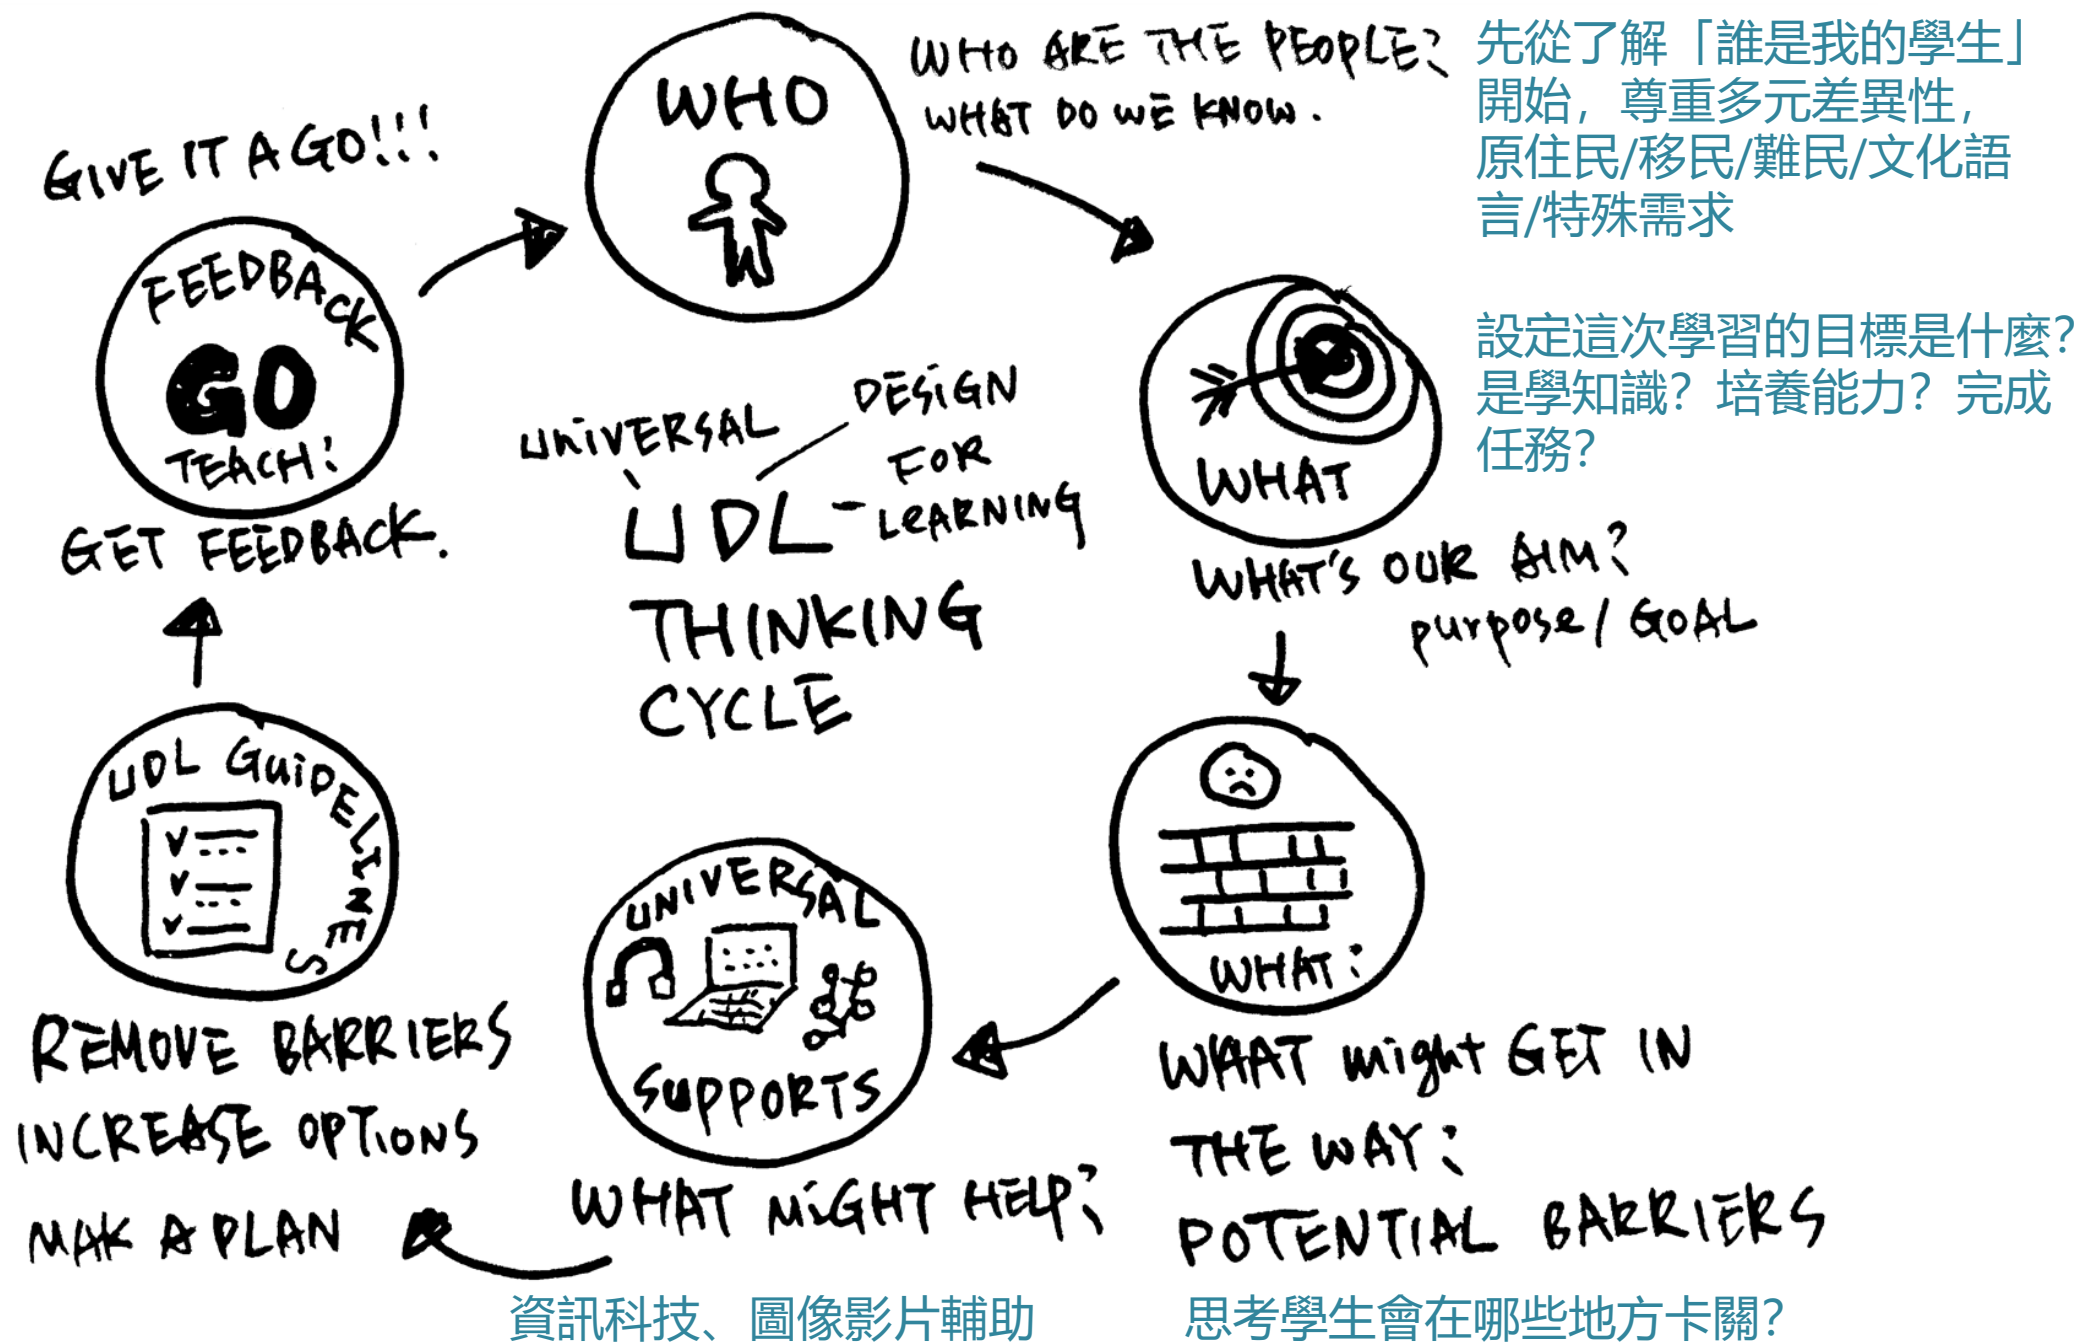 WHO
WHO ARE THE PEOPLE?
WHAT DO WE KNOW.
先從了解「誰是我的學生」
開始，尊重多元差異性，
原住民/移民/難民/文化語
言/特殊需求
WHAT
WHAT'S OUR AIM?
purpose/GOAL
設定這次學習的目標是什麼？
是學知識？培養能力？完成
任務？
WHAT?
WHAT might GET IN
THE WAY?
POTENTIAL BARRIERS
思考學生會在哪些地方卡關？
UNIVERSAL
SUPPORTS
WHAT MiGHT HELP?
資訊科技、圖像影片輔助
UDL GuiDELINES
REMOVE BARRIERS
INCREASE OPTiONS
MAK A PLAN
GIVE IT A GO!!!
FEEDBACK
GO
TEACH!
GET FEEDBACK.
UNiVERSAL
DESiGN
FOR
LEARNING
UDL
THINKING
CYCLE